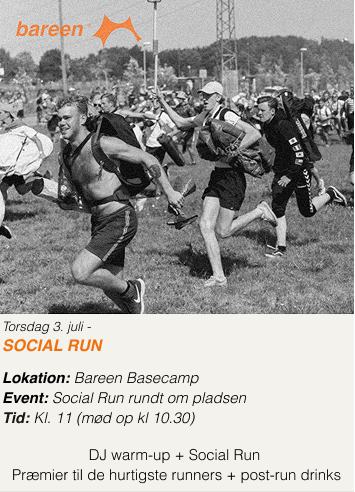 bareen
Torsdag 3. juli -
SOCIAL RUN
Lokation: Bareen Basecamp
Event: Social Run rundt om pladsen
Tid: Kl. 11 (mød op kl 10.30)
DJ warm-up + Social Run
Præmier til de hurtigste runners + post-run drinks